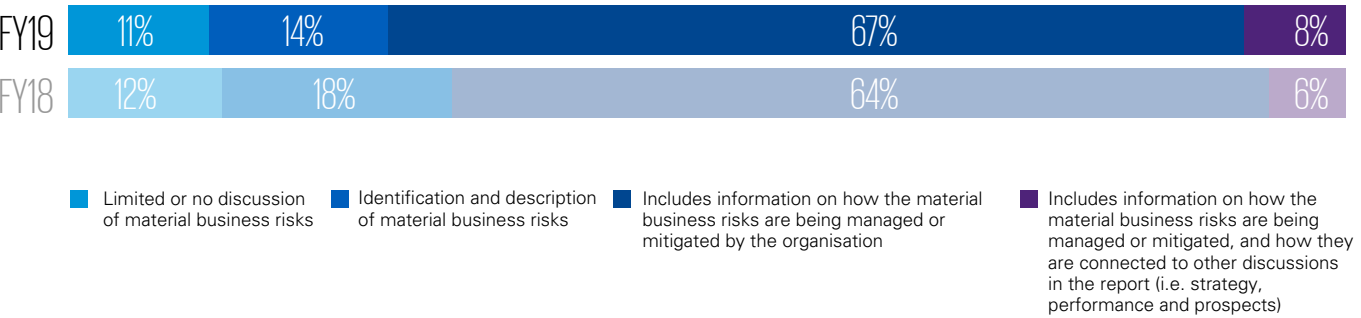 FY19 11% 14% 67% 8%
FY18 12% 18% 64% 6%
Limited or no discussion
of material business risks
Identification and description
of material business risks
Includes information on how the material
business risks are being managed or
mitigated by the organisation
Includes information on how the
material business risks are being
managed or mitigated, and how they
are connected to other discussions
in the report (i.e. strategy,
performance and prospects)